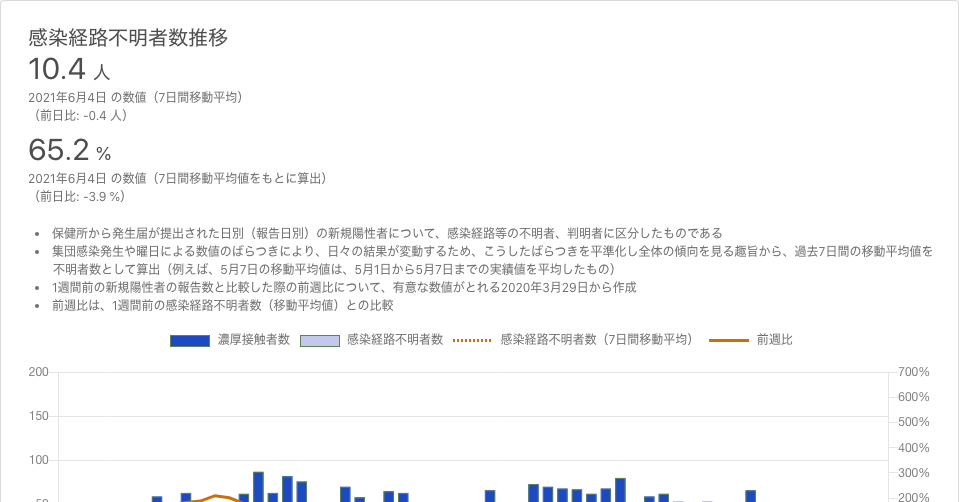 感染経路不明者数推移
10.4 人
2021年6月4日 の数値（7日間移動平均）
（前日比: -0.4 人）
65.2 %
2021年6月4日 の数値（7日間移動平均値をもとに算出）
（前日比: -3.9 %）
• 保健所から発生届が提出された日別（報告日別）の新規陽性者について、感染経路等の不明者、判明者に区分したものである
• 集団感染発生や曜日による数値のばらつきにより、日々の結果が変動するため、こうしたばらつきを平準化し全体の傾向を見る趣旨から、過去7日間の移動平均値を
不明者数として算出（例えば、5月7日の移動平均値は、5月1日から5月7日までの実績値を平均したもの）
• 1週間前の新規陽性者の報告数と比較した際の前週比について、有意な数値がとれる2020年3月29日から作成
• 前週比は、1週間前の感染経路不明者数（移動平均値）との比較
濃厚接触者数 感染経路不明者数 感染経路不明者数（7日間移動平均） 前週比
200 700%
600%
150 500%
400%
100 300%
50 200%